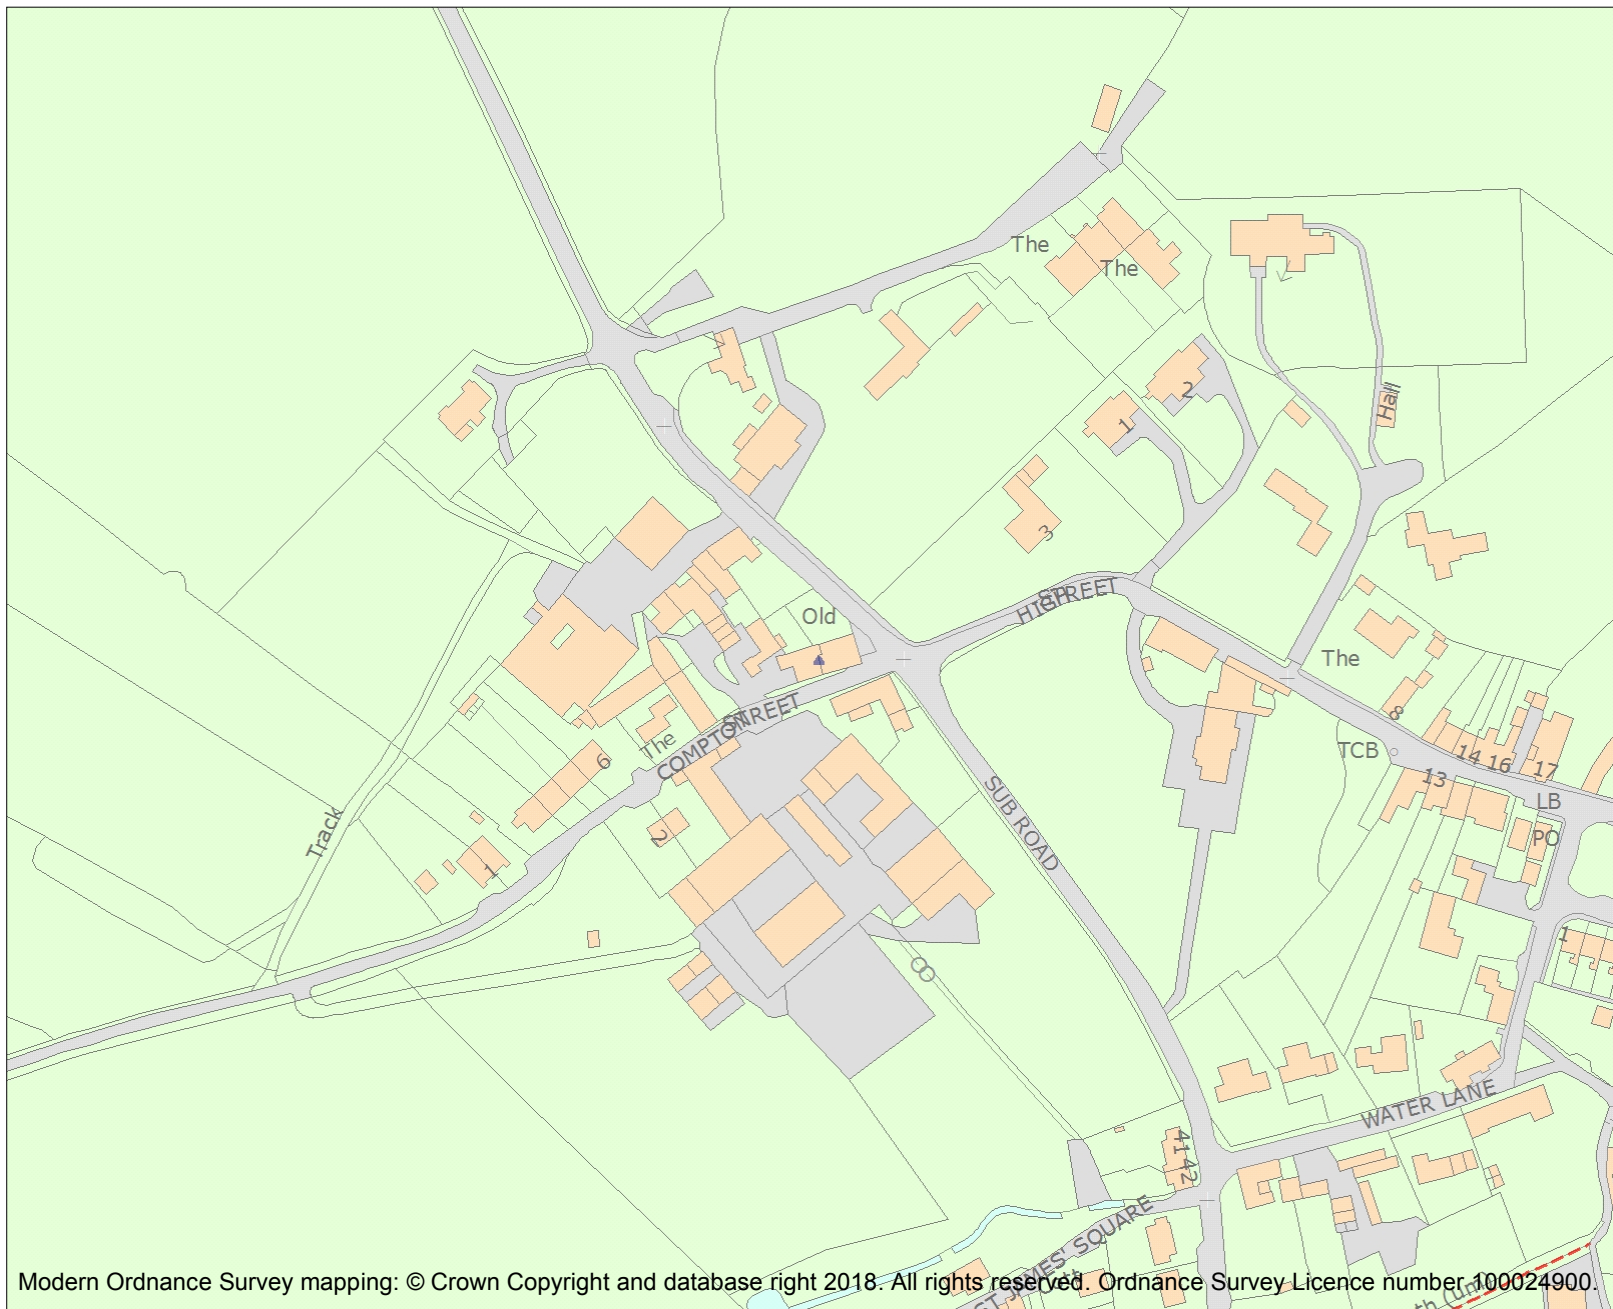 The
The
2
Hall
1
3
HIGH STREET
Old
The
8
COMPTON STREET
The
6
TCB
14
16
17
13
LB
PO
SUB ROAD
Track
2
1
1
WATER LANE
41
42
ST JAMES' SQUARE
Modern Ordnance Survey mapping: © Crown Copyright and database right 2018. All rights reserved. Ordnance Survey Licence number 100024900.